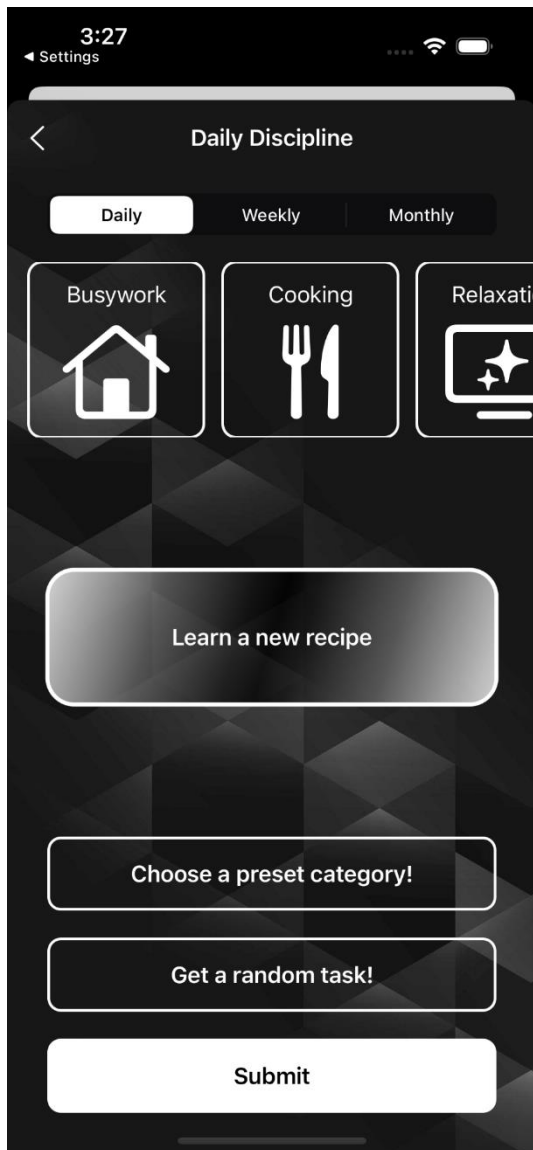 3:27
◀ Settings
Daily Discipline
Daily
Weekly
Monthly
Busywork
Cooking
Relaxati
Learn a new recipe
Choose a preset category!
Get a random task!
Submit